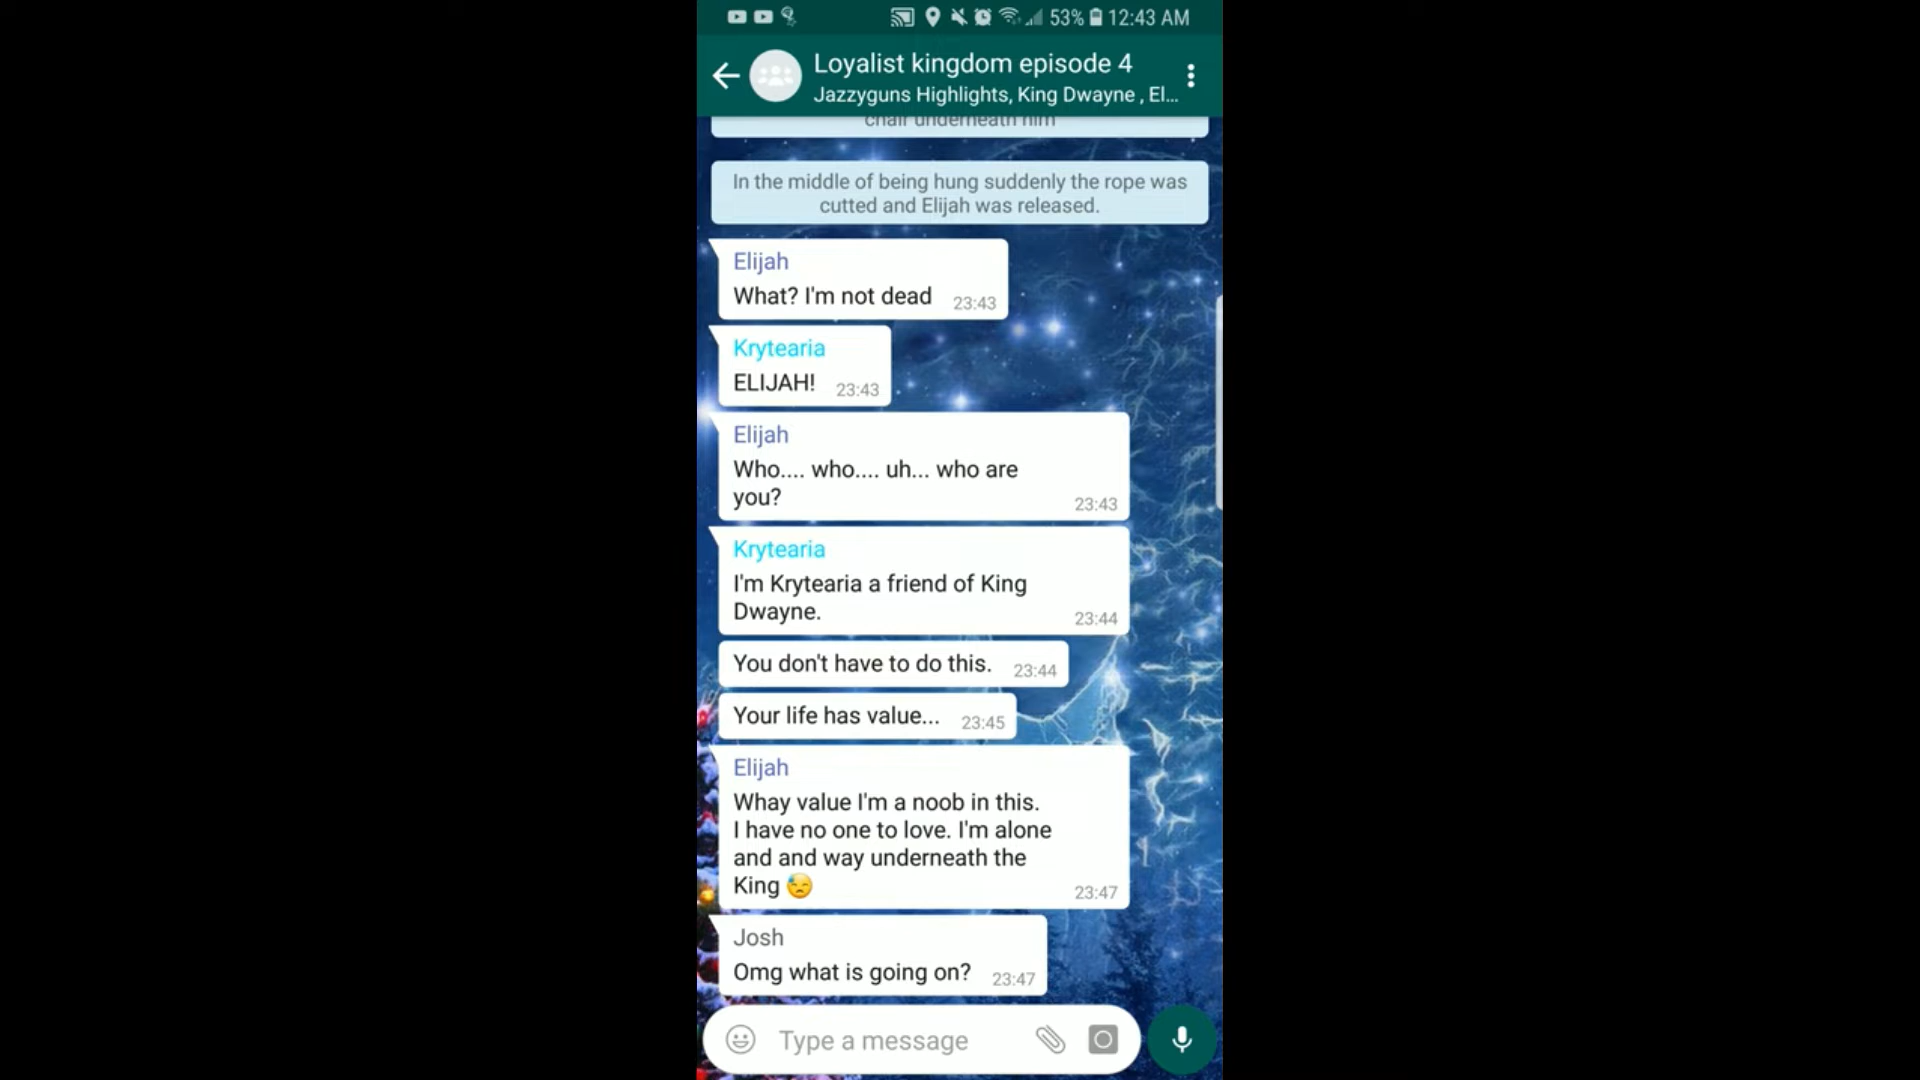 53% 12:43 AM
Loyalist kingdom episode 4
Jazzyguns Highlights, King Dwayne , El...
chair underneath him
In the middle of being hung suddenly the rope was
cutted and Elijah was released.
Elijah
What? I'm not dead 23:43
Krytearia
ELIJAH! 23:43
Elijah
Who.... who.... uh... who are
you? 23:43
Krytearia
I'm Krytearia a friend of King
Dwayne. 23:44
You don't have to do this. 23:44
Your life has value... 23:45
Elijah
Whay value I'm a noob in this.
I have no one to love. I'm alone
and and way underneath the
King 😓 23:47
Josh
Omg what is going on? 23:47
Type a message